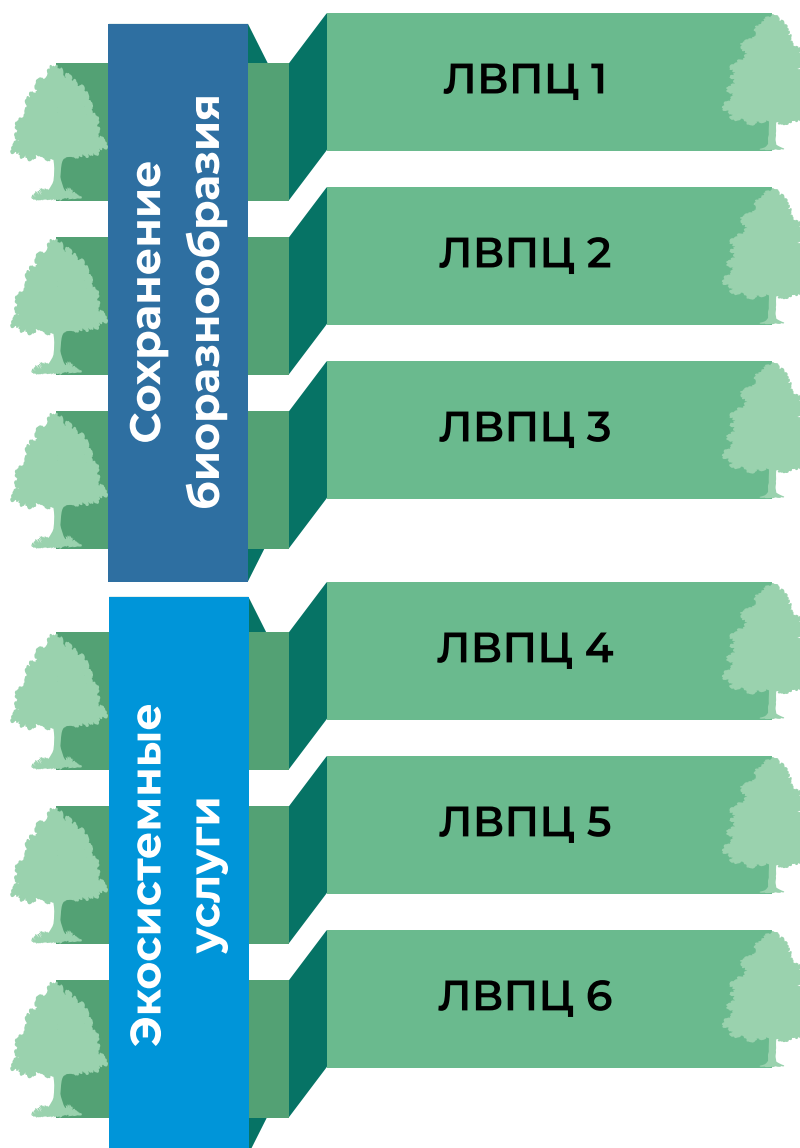 Сохранение
биоразнообразия
ЛВПЦ 1
ЛВПЦ 2
ЛВПЦ 3
Экосистемные
услуги
ЛВПЦ 4
ЛВПЦ 5
ЛВПЦ 6